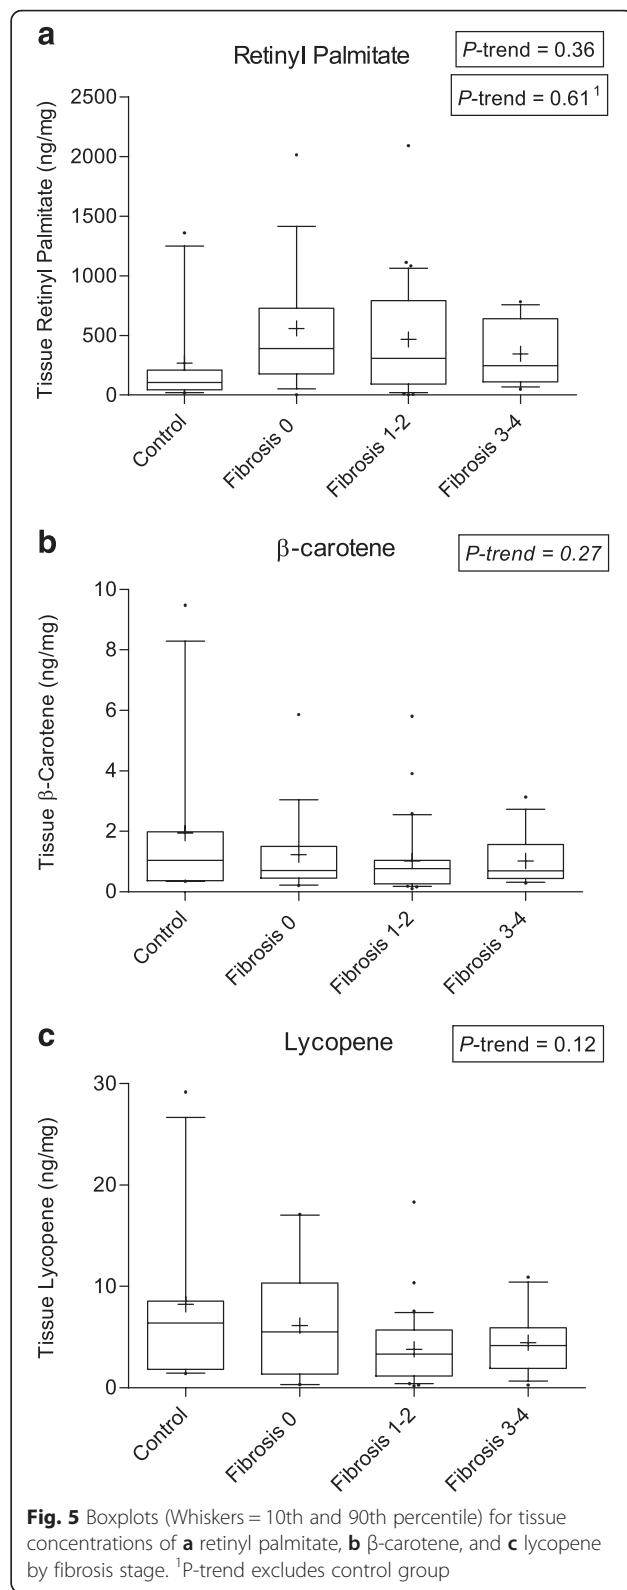 a
Retinyl Palmitate
P-trend = 0.36
P-trend = 0.61¹
Tissue Retinyl Palmitate (ng/mg)
2500
2000
1500
1000
500
0
Control
Fibrosis 0
Fibrosis 1-2
Fibrosis 3-4
b
β-carotene
P-trend = 0.27
Tissue β-Carotene (ng/mg)
10
8
6
4
2
0
Control
Fibrosis 0
Fibrosis 1-2
Fibrosis 3-4
c
Lycopene
P-trend = 0.12
Tissue Lycopene (ng/mg)
30
20
10
0
Control
Fibrosis 0
Fibrosis 1-2
Fibrosis 3-4
Fig. 5 Boxplots (Whiskers = 10th and 90th percentile) for tissue
concentrations of a retinyl palmitate, b β-carotene, and c lycopene
by fibrosis stage. ¹P-trend excludes control group